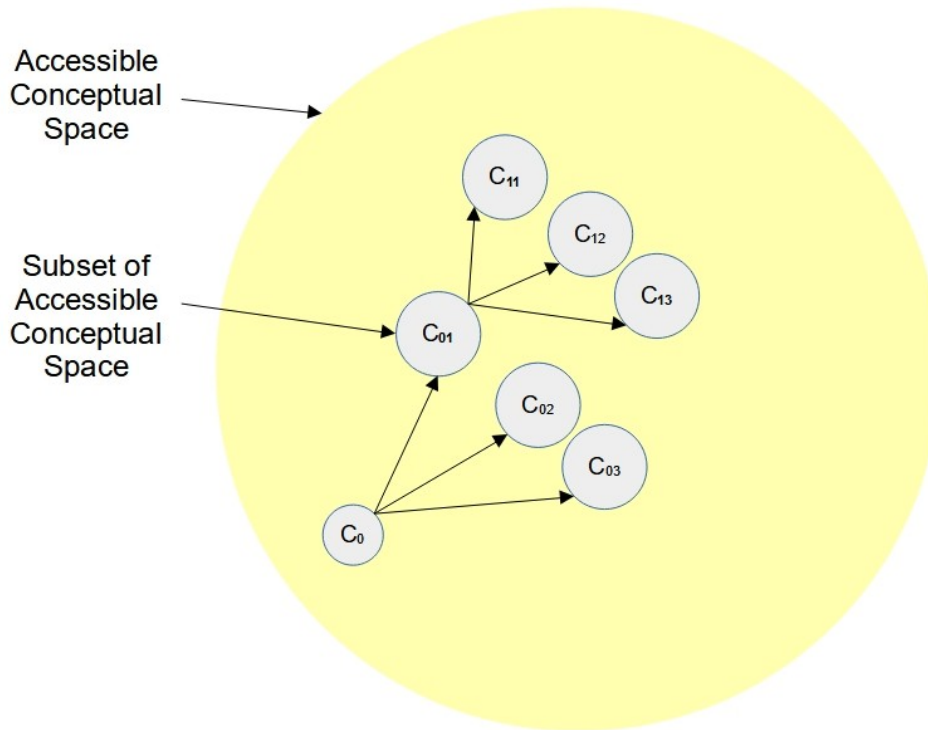 Accessible
Conceptual
Space
C₁₁
C₁₂
C₁₃
Subset of
Accessible
Conceptual
Space
C₀₁
C₀₂
C₀₃
C₀